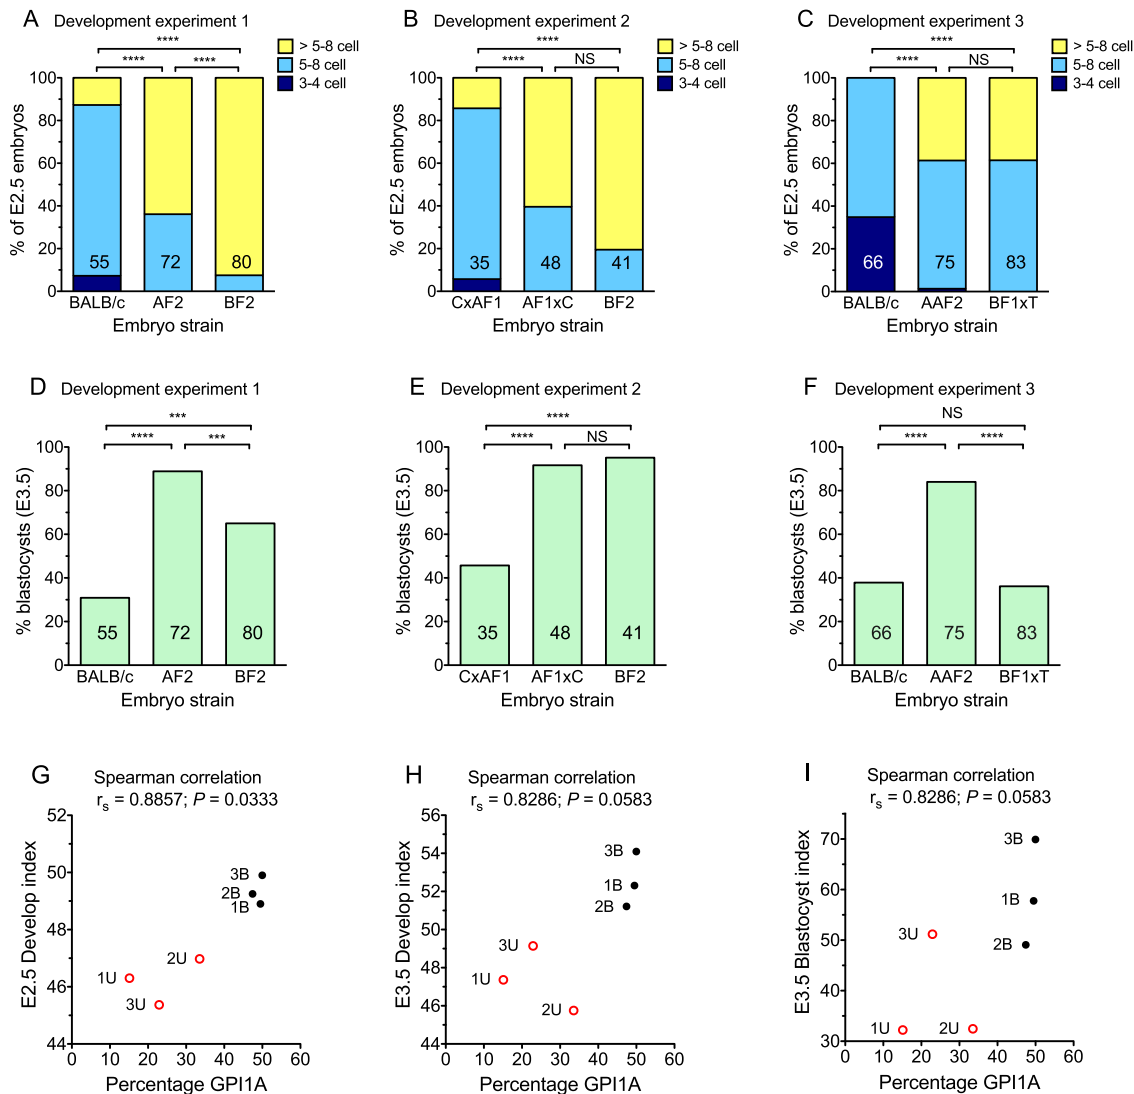 A Development experiment 1
****
**** ****
> 5-8 cell
5-8 cell
3-4 cell
% of E2.5 embryos
100
80
60
40
20
0
55 72 80
BALB/c AF2 BF2
Embryo strain
B Development experiment 2
****
**** NS
> 5-8 cell
5-8 cell
3-4 cell
% of E2.5 embryos
100
80
60
40
20
0
35 48 41
CxAF1 AF1xC BF2
Embryo strain
C Development experiment 3
****
**** NS
> 5-8 cell
5-8 cell
3-4 cell
% of E2.5 embryos
100
80
60
40
20
0
66 75 83
BALB/c AAF2 BF1xT
Embryo strain
D Development experiment 1
***
**** ***
% blastocysts (E3.5)
100
80
60
40
20
0
55 72 80
BALB/c AF2 BF2
Embryo strain
E Development experiment 2
****
**** NS
% blastocysts (E3.5)
100
80
60
40
20
0
35 48 41
CxAF1 AF1xC BF2
Embryo strain
F Development experiment 3
NS
**** ****
% blastocysts (E3.5)
100
80
60
40
20
0
66 75 83
BALB/c AAF2 BF1xT
Embryo strain
G Spearman correlation
rs = 0.8857; P = 0.0333
E2.5 Develop index
52
50
48
46
44
3B
2B
1B
2U
1U
3U
0 10 20 30 40 50 60
Percentage GPI1A
H Spearman correlation
rs = 0.8286; P = 0.0583
E3.5 Develop index
56
54
52
50
48
46
44
3B
1B
2B
3U
1U
2U
0 10 20 30 40 50 60
Percentage GPI1A
I Spearman correlation
rs = 0.8286; P = 0.0583
E3.5 Blastocyst index
70
60
50
40
30
3B
1B
3U
2B
1U 2U
0 10 20 30 40 50 60
Percentage GPI1A